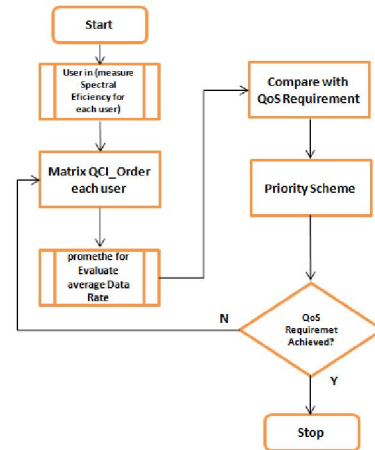 Start
User in (measure
Spectral
Eficiency for
each user)
Matrix QCI_Order
each user
promethe for
Evaluate
average Data
Rate
Compare with
QoS Requirement
Priority Scheme
QoS
Requiremet
Achieved?
N
Y
Stop